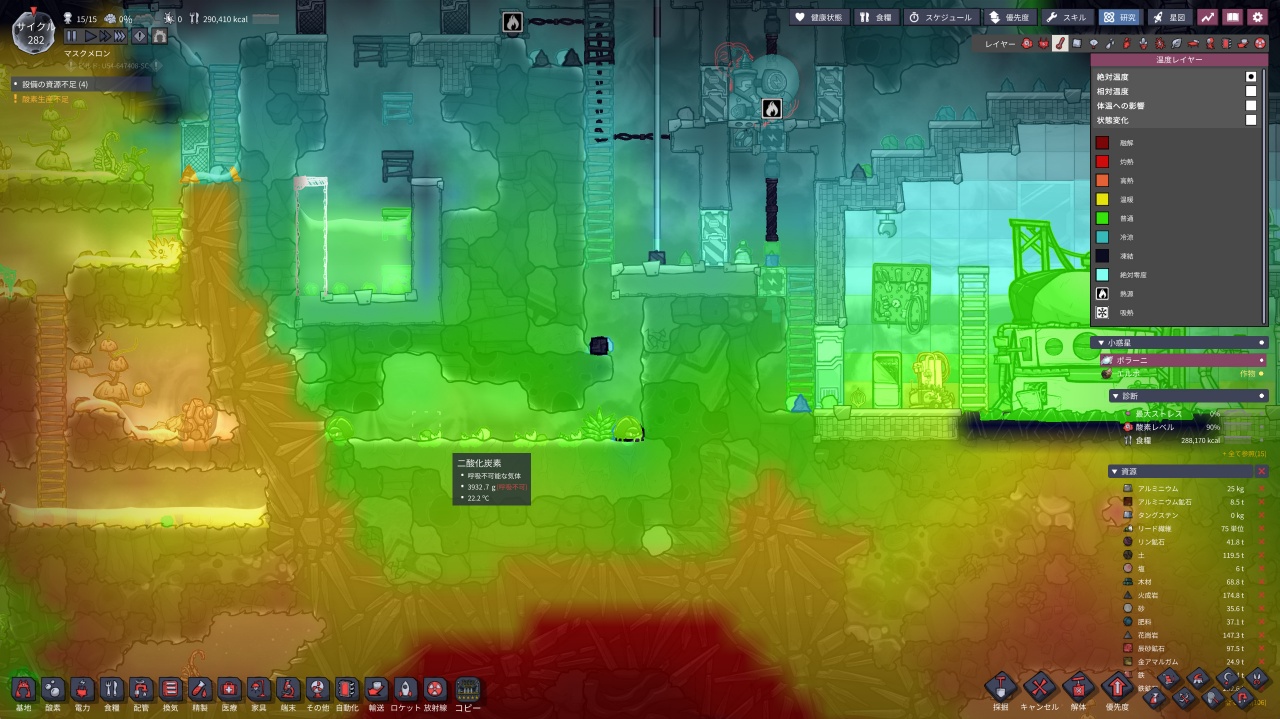 サイクル
282
15/15
0%
0
290,410 kcal
マスクメロン
設備の資源不足 (4)
酸素生産不足
健康状態
食糧
スケジュール
優先度
スキル
研究
星図
レイヤー
温度レイヤー
絶対温度
相対温度
体温への影響
状態変化
融解
灼熱
高熱
温暖
普通
冷涼
凍結
絶対零度
熱源
吸熱
小惑星
ボラーニ
作物
診断
最大ストレス 0%
酸素レベル 90%
食糧 288,170 kcal
資源
アルミニウム 25 kg
アルミニウム鉱石 8.5 t
タングステン 0 kg
リード繊維 75 単位
リン鉱石 41.8 t
土 119.5 t
塩 6 t
木材 68.8 t
火成岩 174.8 t
砂 35.6 t
肥料 37.1 t
花崗岩 147.3 t
辰砂鉱石 97.5 t
金アマルガム 24.9 t
鉄
二酸化炭素
呼吸不可能な気体
3932.7 g (呼吸不可)
22.2 ℃
基地
酸素
電力
食糧
配管
換気
精製
医療
家具
端末
その他
自動化
輸送
ロケット
放射線
コピー
採掘
キャンセル
解体
優先度